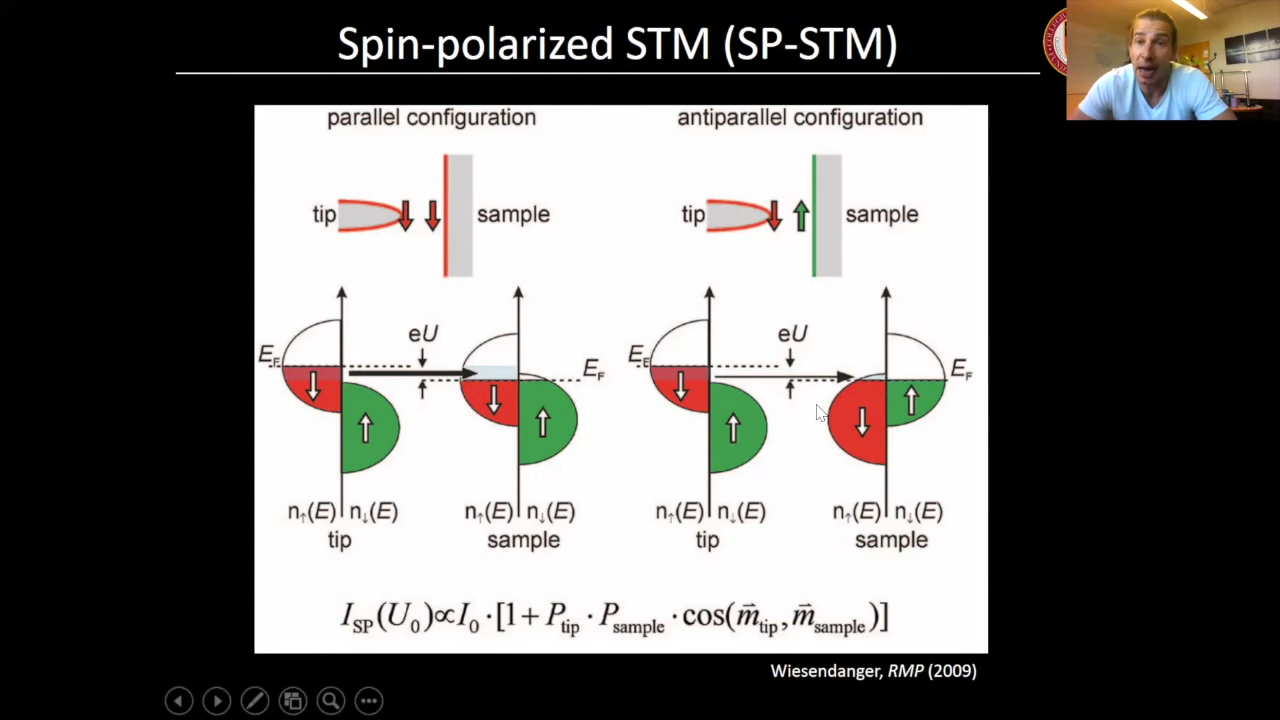 Spin-polarized STM (SP-STM)
parallel configuration
antiparallel configuration
tip
sample
tip
sample
eU
eU
E_F
E_F
E_F
E_F
n↑(E) n↓(E)
n↑(E) n↓(E)
n↑(E) n↓(E)
n↑(E) n↓(E)
tip
sample
tip
sample
I_SP(U_0)∝I_0·[1+P_tip·P_sample·cos(m⃗_tip,m⃗_sample)]
Wiesendanger, RMP (2009)